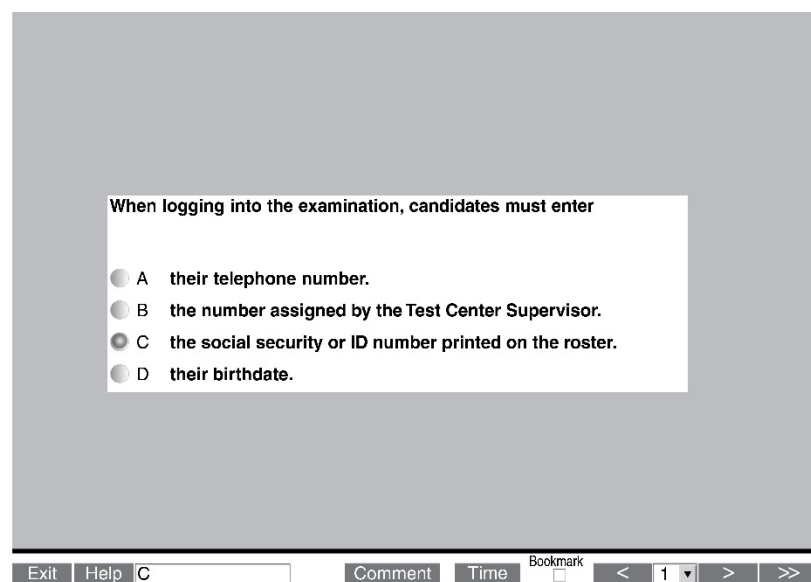 When logging into the examination, candidates must enter
A their telephone number.
B the number assigned by the Test Center Supervisor.
C the social security or ID number printed on the roster.
D their birthdate.
Bookmark
Exit Help C Comment Time < 1 > >>